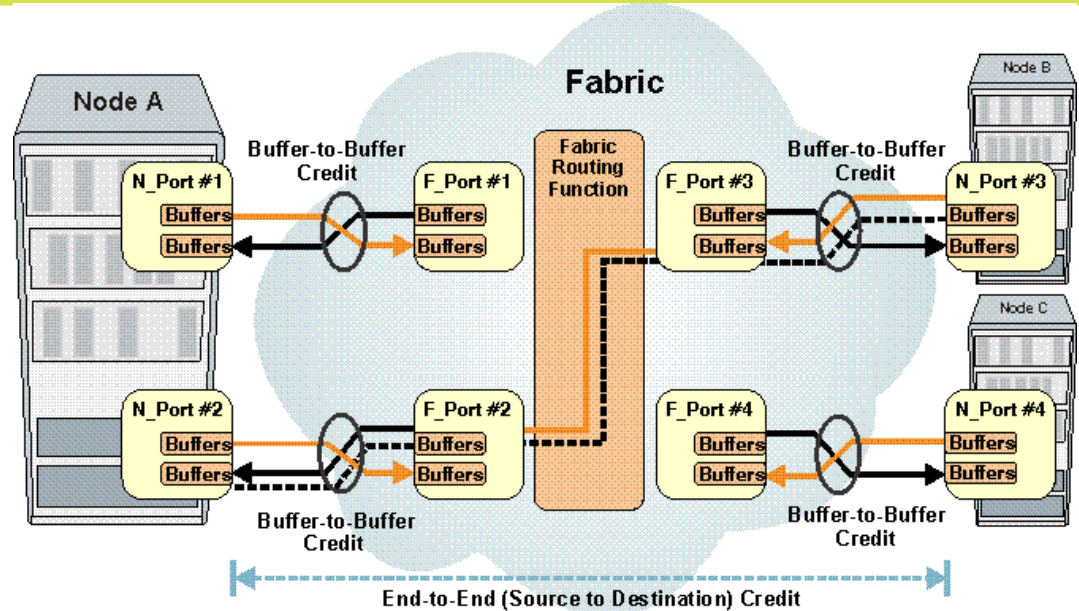 Fabric
Node A
Node B
Buffer-to-Buffer
Credit
Fabric
Routing
Function
Buffer-to-Buffer
Credit
N_Port #1
Buffers
Buffers
F_Port #1
Buffers
Buffers
F_Port #3
Buffers
Buffers
N_Port #3
Buffers
Buffers
Node C
N_Port #2
Buffers
Buffers
F_Port #2
Buffers
Buffers
F_Port #4
Buffers
Buffers
N_Port #4
Buffers
Buffers
Buffer-to-Buffer
Credit
Buffer-to-Buffer
Credit
End-to-End (Source to Destination) Credit